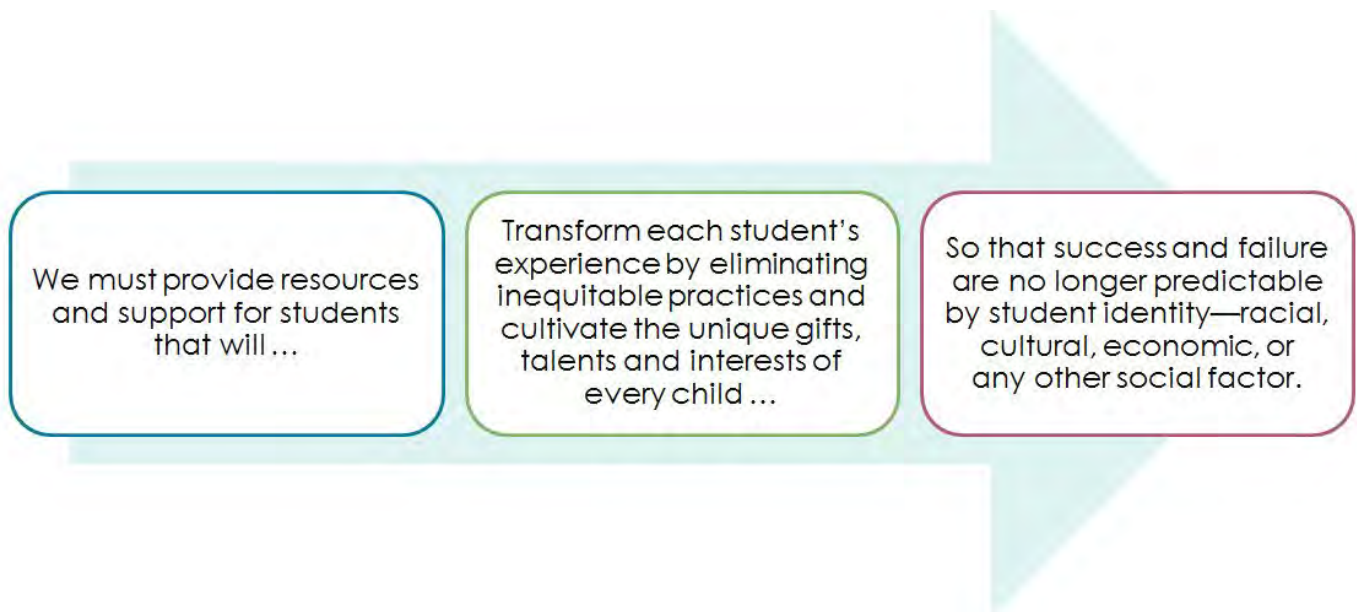 We must provide resources
and support for students
that will …
Transform each student’s
experience by eliminating
inequitable practices and
cultivate the unique gifts,
talents and interests of
every child …
So that success and failure
are no longer predictable
by student identity—racial,
cultural, economic, or
any other social factor.